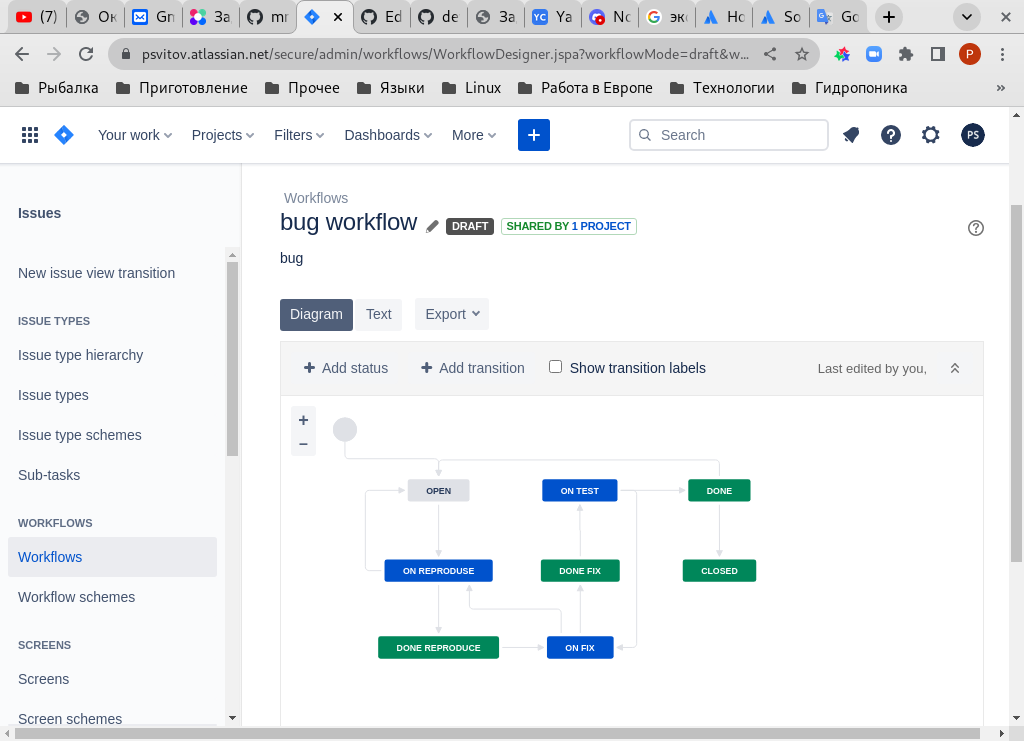 (7) Ок Gn За mr Ed de За Ya Nc эко Но So Go
psvitov.atlassian.net/secure/admin/workflows/WorkflowDesigner.jspa?workflowMode=draft&w...
P
Рыбалка Приготовление Прочее Языки Linux Работа в Европе Технологии Гидропоника »
Your work Projects Filters Dashboards More + Search PS
Issues
New issue view transition
ISSUE TYPES
Issue type hierarchy
Issue types
Issue type schemes
Sub-tasks
WORKFLOWS
Workflows
Workflow schemes
SCREENS
Screens
Screen schemes
Workflows
bug workflow DRAFT SHARED BY 1 PROJECT
bug
Diagram Text Export
+ Add status + Add transition Show transition labels Last edited by you,
+
−
OPEN ON TEST DONE
ON REPRODUSE DONE FIX CLOSED
DONE REPRODUCE ON FIX